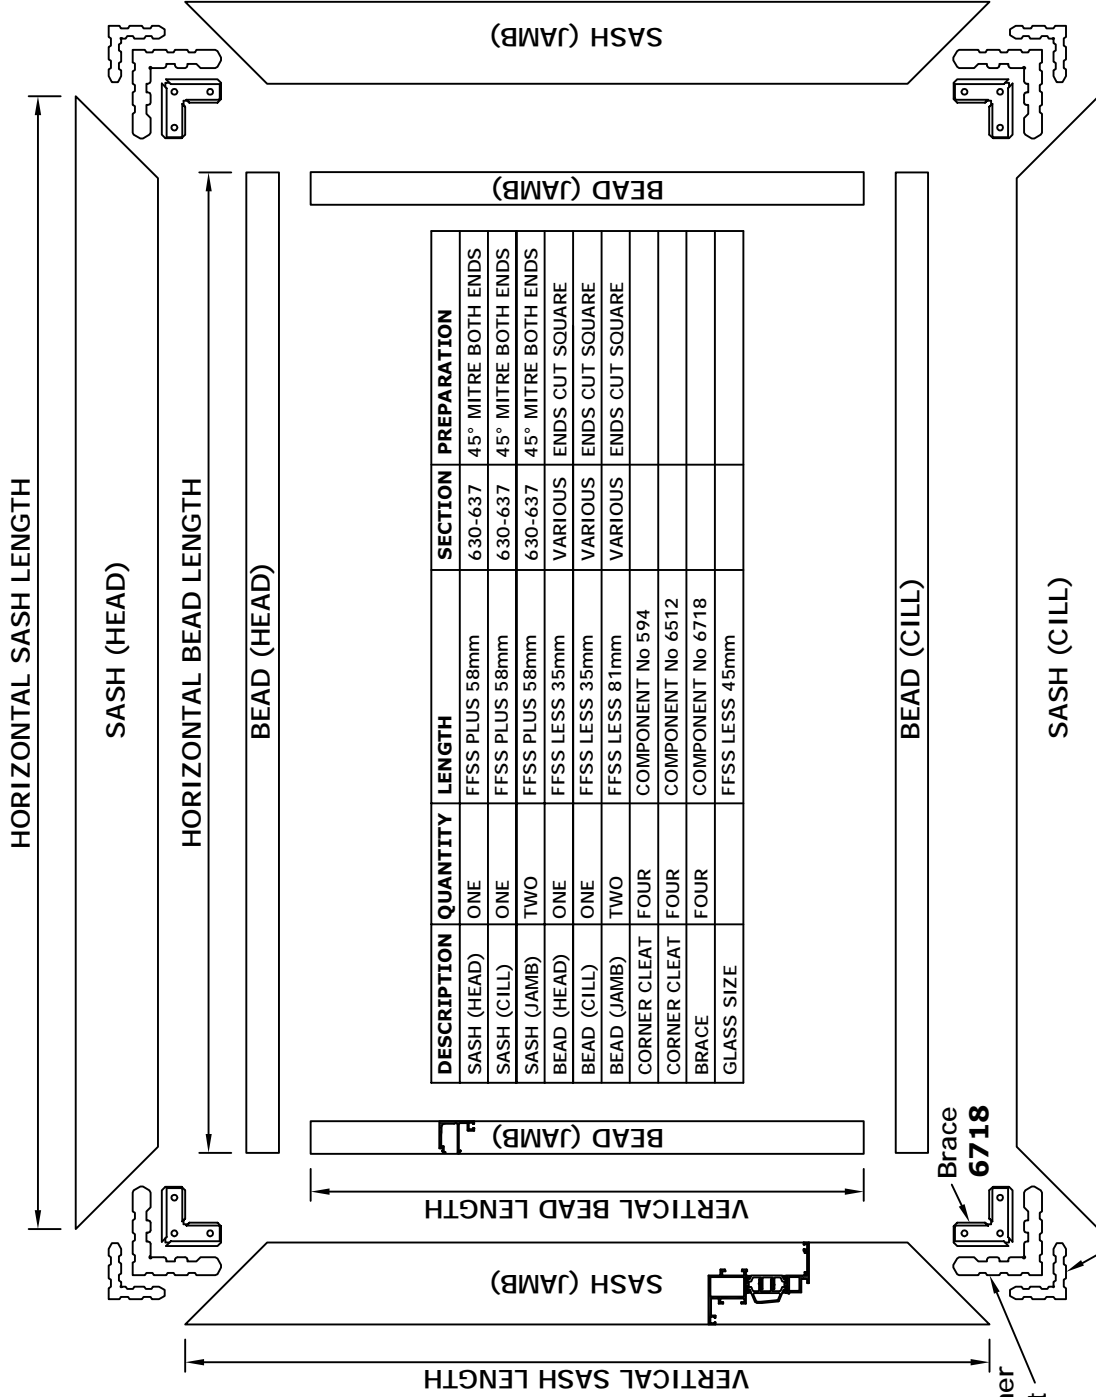 HORIZONTAL SASH LENGTH
SASH (HEAD)
HORIZONTAL BEAD LENGTH
BEAD (HEAD)
VERTICAL SASH LENGTH
SASH (JAMB)
VERTICAL BEAD LENGTH
BEAD (JAMB)
DESCRIPTION QUANTITY LENGTH SECTION PREPARATION
SASH (HEAD) ONE FFSS PLUS 58mm 630-637 45° MITRE BOTH ENDS
SASH (CILL) ONE FFSS PLUS 58mm 630-637 45° MITRE BOTH ENDS
SASH (JAMB) TWO FFSS PLUS 58mm 630-637 45° MITRE BOTH ENDS
BEAD (HEAD) ONE FFSS LESS 35mm VARIOUS ENDS CUT SQUARE
BEAD (CILL) ONE FFSS LESS 35mm VARIOUS ENDS CUT SQUARE
BEAD (JAMB) TWO FFSS LESS 81mm VARIOUS ENDS CUT SQUARE
CORNER CLEAT FOUR COMPONENT No 594
CORNER CLEAT FOUR COMPONENT No 6512
BRACE FOUR COMPONENT No 6718
GLASS SIZE FFSS LESS 45mm
BEAD (JAMB)
SASH (JAMB)
BEAD (CILL)
Brace
6718
SASH (CILL)